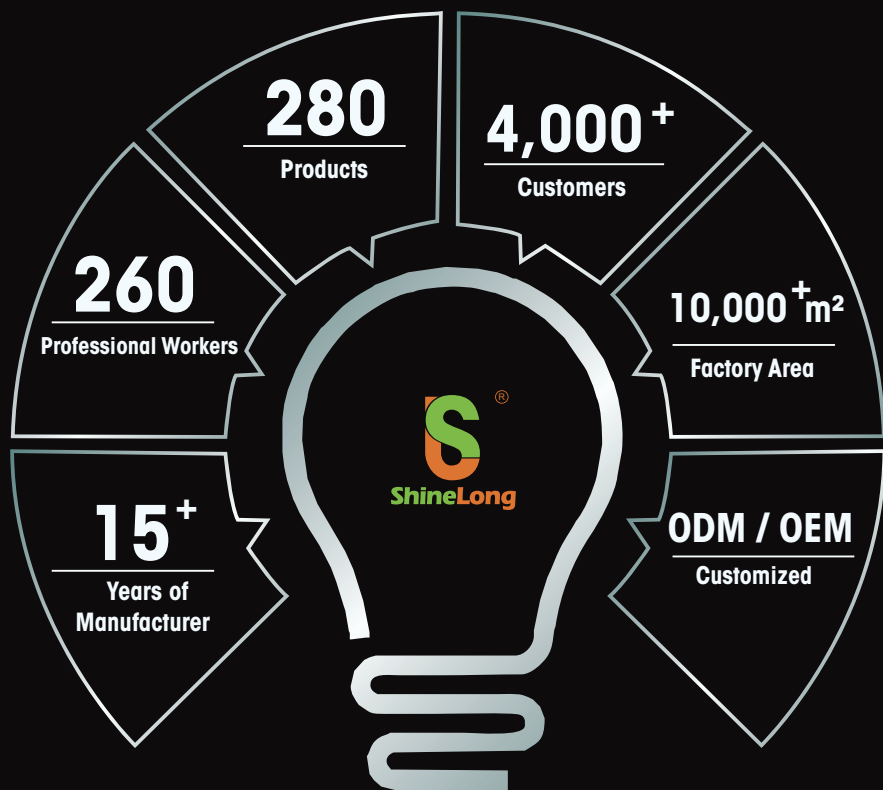 280
Products
4,000+
Customers
260
Professional Workers
10,000+m²
Factory Area
®
ShineLong
15+
Years of
Manufacturer
ODM / OEM
Customized